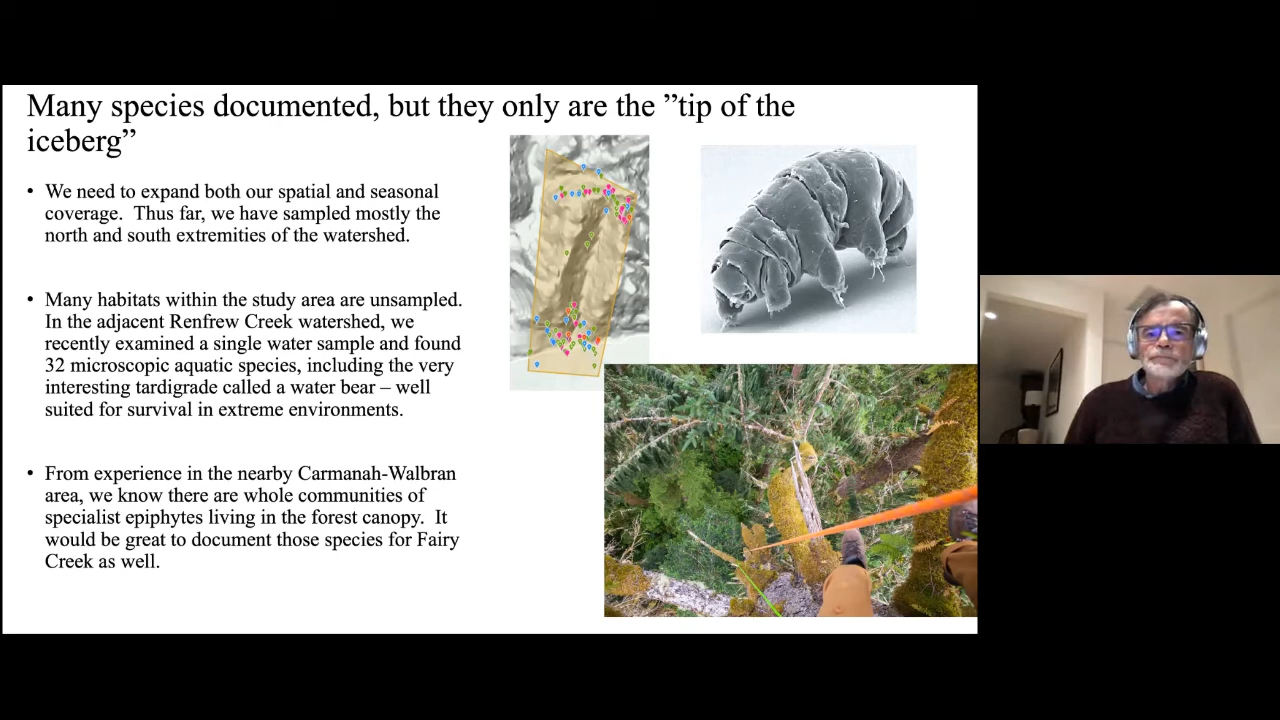 Many species documented, but they only are the ”tip of the
iceberg”
• We need to expand both our spatial and seasonal
coverage. Thus far, we have sampled mostly the
north and south extremities of the watershed.
• Many habitats within the study area are unsampled.
In the adjacent Renfrew Creek watershed, we
recently examined a single water sample and found
32 microscopic aquatic species, including the very
interesting tardigrade called a water bear – well
suited for survival in extreme environments.
• From experience in the nearby Carmanah-Walbran
area, we know there are whole communities of
specialist epiphytes living in the forest canopy. It
would be great to document those species for Fairy
Creek as well.